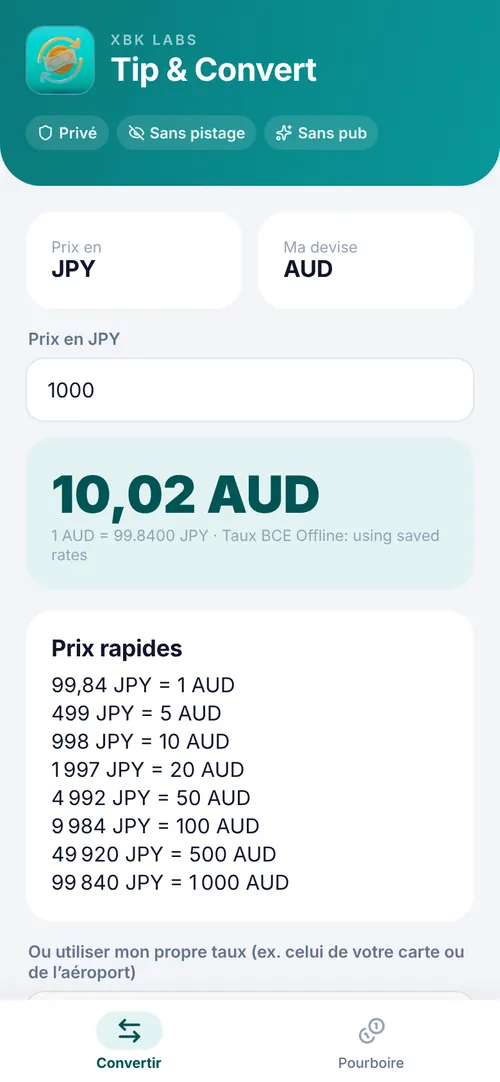 XBK LABS
Tip & Convert
Privé
Sans pistage
Sans pub
Prix en
JPY
Ma devise
AUD
Prix en JPY
1000
10,02 AUD
1 AUD = 99.8400 JPY · Taux BCE Offline: using saved
rates
Prix rapides
99,84 JPY = 1 AUD
499 JPY = 5 AUD
998 JPY = 10 AUD
1 997 JPY = 20 AUD
4 992 JPY = 50 AUD
9 984 JPY = 100 AUD
49 920 JPY = 500 AUD
99 840 JPY = 1 000 AUD
Ou utiliser mon propre taux (ex. celui de votre carte ou
de l’aéroport)
Convertir
Pourboire